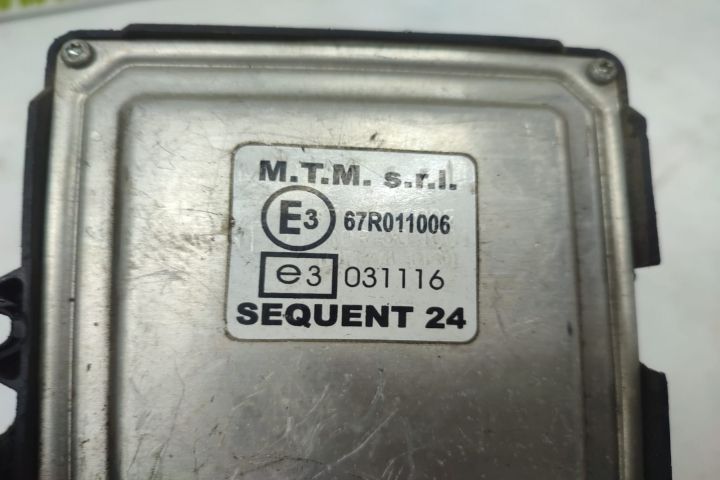 M.T.M. s.r.l.
E3 67R011006
e3 031116
SEQUENT 24